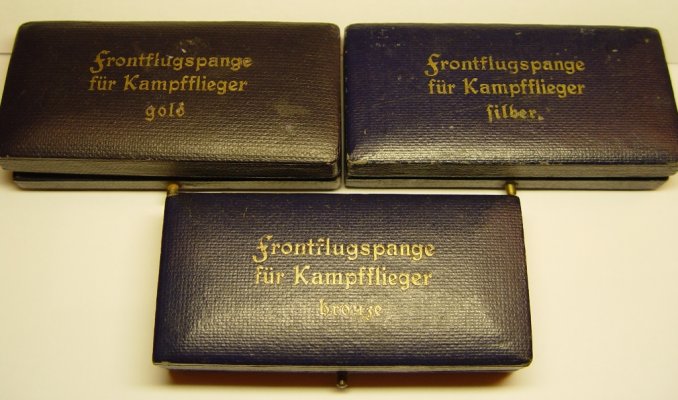 Frontflugspange
für Kampfflieger
gold
Frontflugspange
für Kampfflieger
silber.
Frontflugspange
für Kampfflieger
bronze